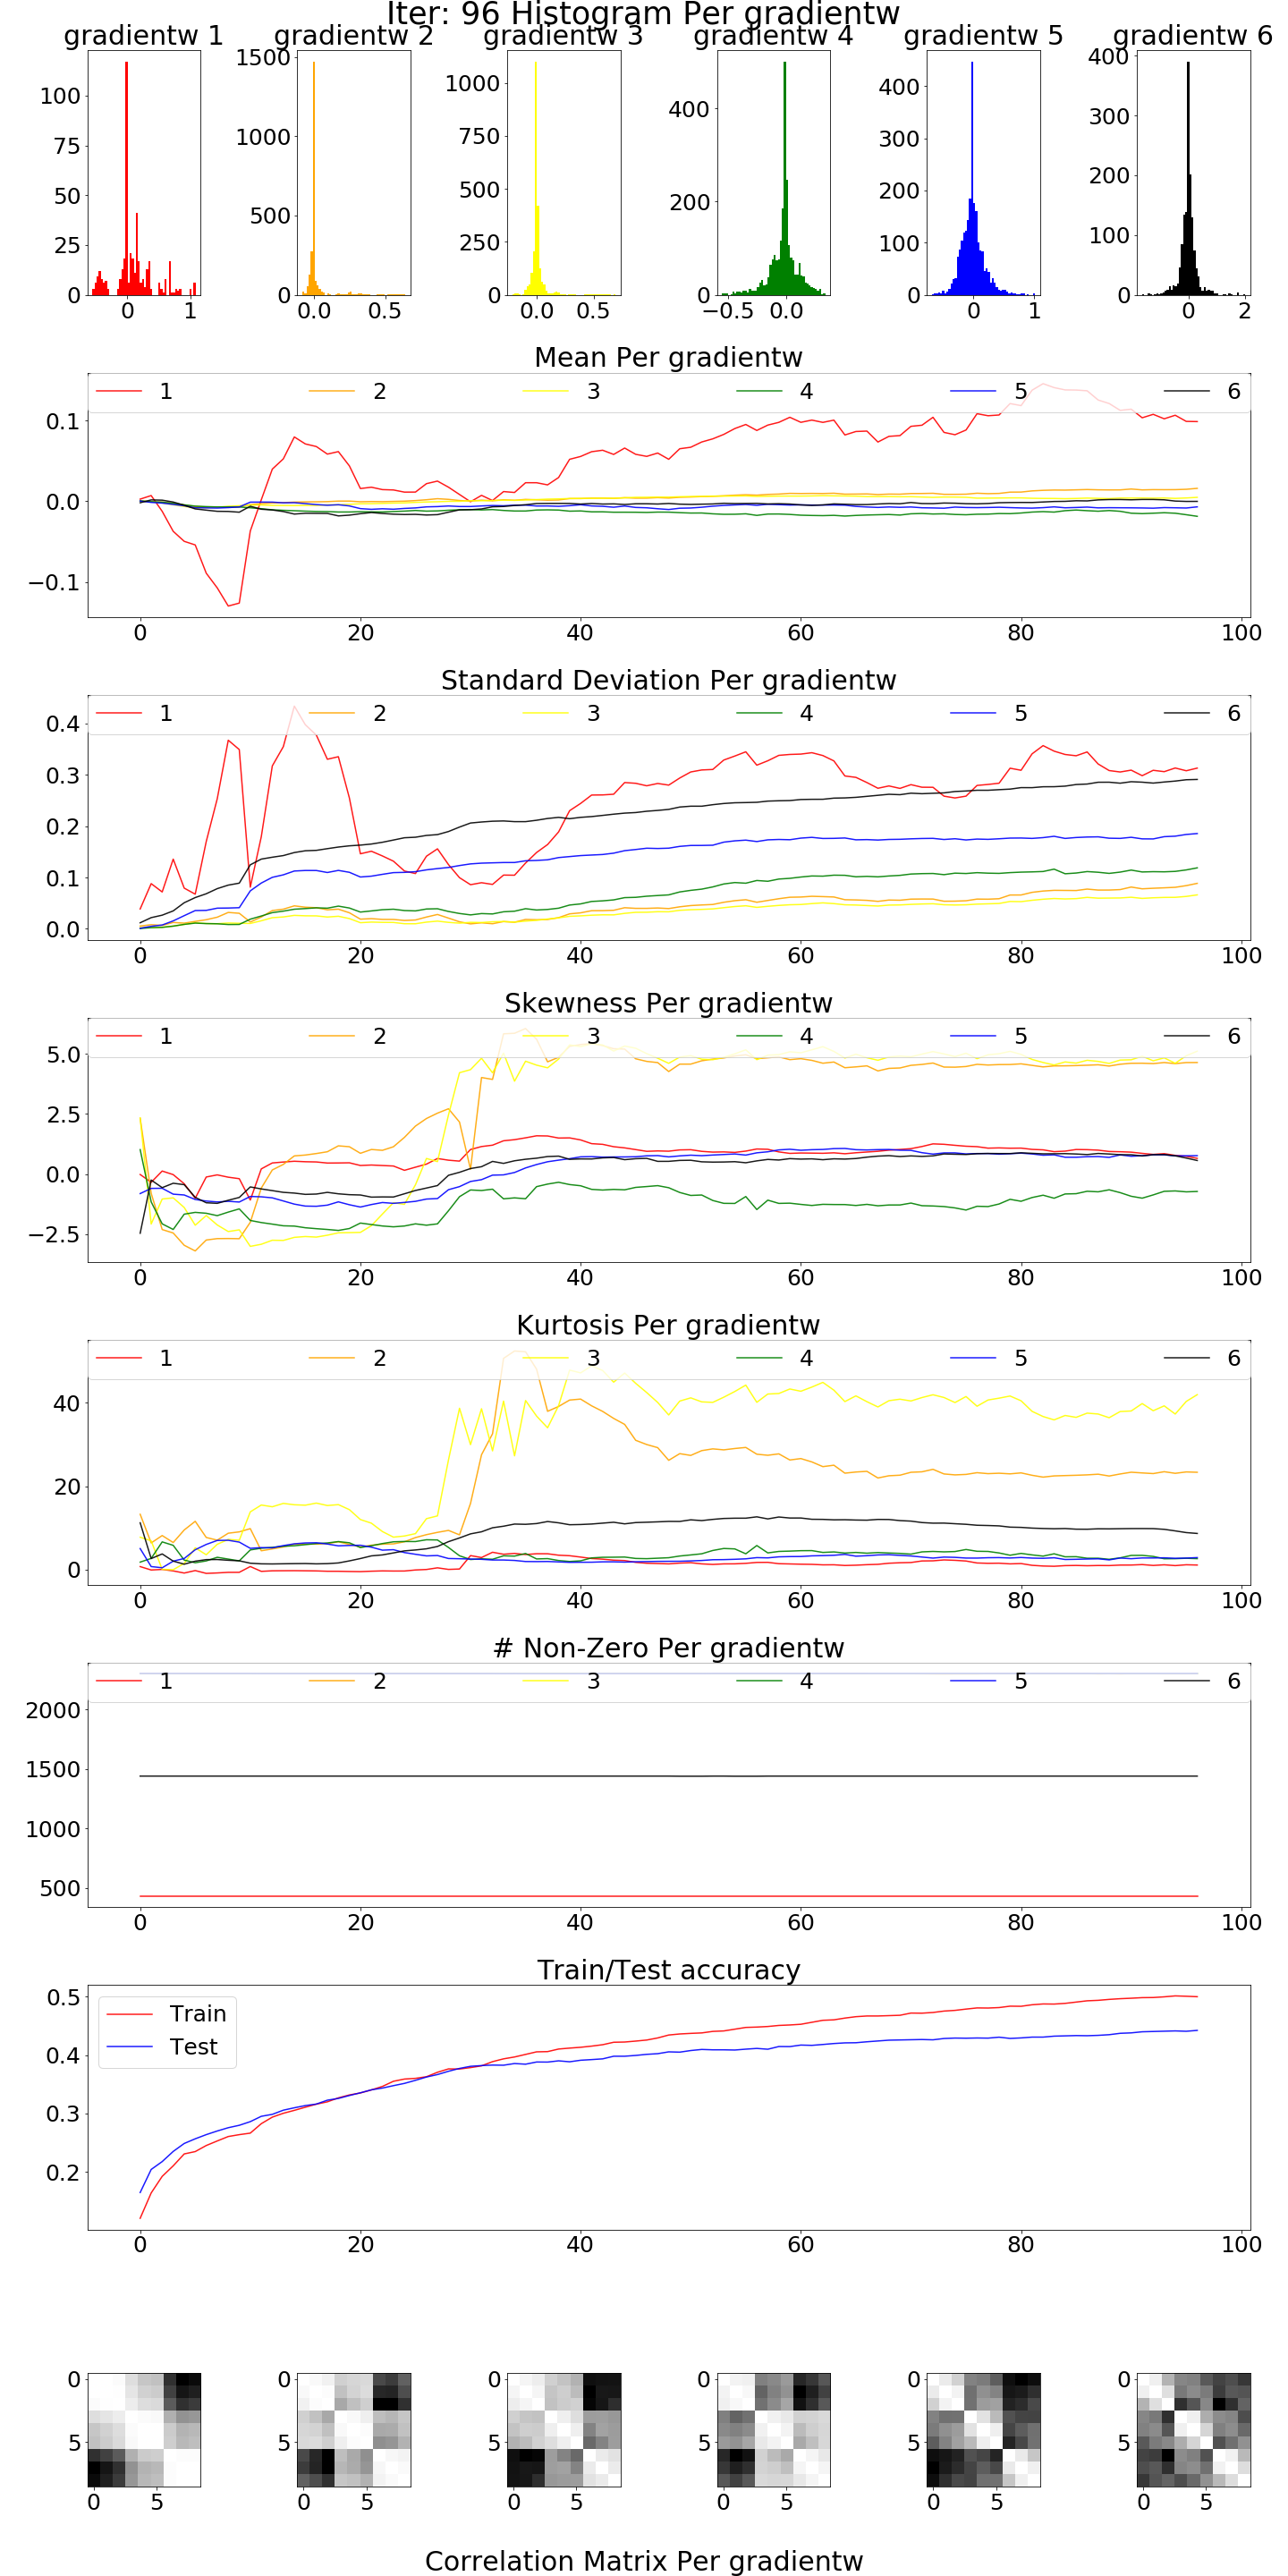 Iter: 96 Histogram Per gradientw
gradientw 1 gradientw 2 gradientw 3 gradientw 4 gradientw 5 gradientw 6
100 75 50 25 0
0 1
1500 1000 500 0
0.0 0.5
1000 750 500 250 0
0.0 0.5
400 200 0
−0.5 0.0
400 300 200 100 0
0 1
400 300 200 100 0
0 2
Mean Per gradientw
1 2 3 4 5 6
0.1
0.0
−0.1
0 20 40 60 80 100
Standard Deviation Per gradientw
1 2 3 4 5 6
0.4
0.3
0.2
0.1
0.0
0 20 40 60 80 100
Skewness Per gradientw
1 2 3 4 5 6
5.0
2.5
0.0
−2.5
0 20 40 60 80 100
Kurtosis Per gradientw
1 2 3 4 5 6
40
20
0
0 20 40 60 80 100
# Non-Zero Per gradientw
1 2 3 4 5 6
2000
1500
1000
500
0 20 40 60 80 100
Train/Test accuracy
Train
Test
0.5
0.4
0.3
0.2
0 20 40 60 80 100
0 0 0 0 0 0
5 5 5 5 5 5
0 5 0 5 0 5 0 5 0 5 0 5
Correlation Matrix Per gradientw